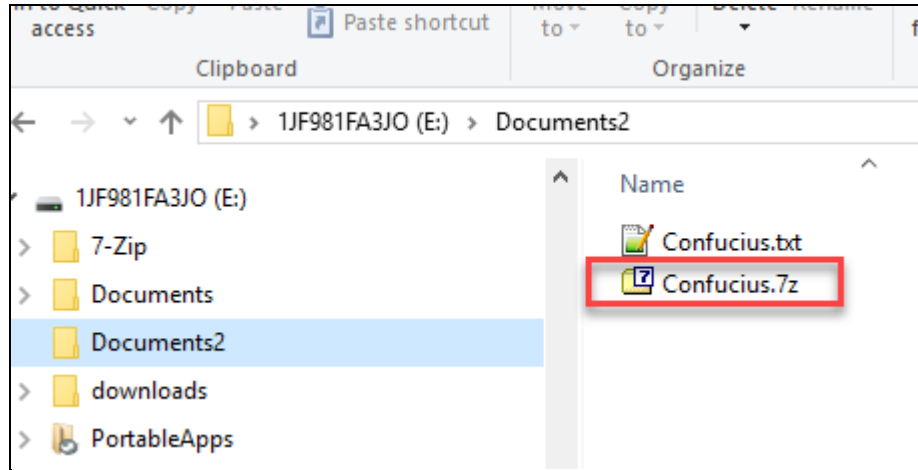 access
Paste shortcut
to
to
Clipboard
Organize
1JF981FA3JO (E:) > Documents2
1JF981FA3JO (E:)
Name
7-Zip
Confucius.txt
Documents
Confucius.7z
Documents2
downloads
PortableApps